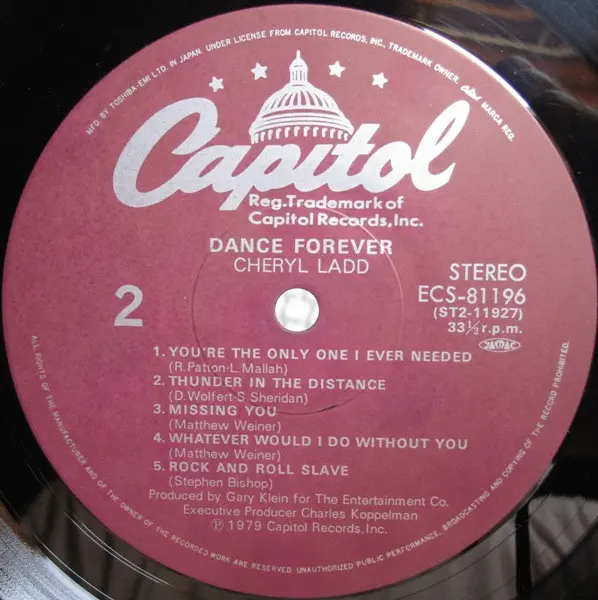 MFD. BY TOSHIBA-EMI LTD. IN JAPAN. UNDER LICENSE FROM CAPITOL RECORDS, INC., TRADEMARK OWNER. Capitol MARCA REG.
Capitol
Reg.Trademark of
Capitol Records,Inc.
DANCE FOREVER
CHERYL LADD
2
STEREO
ECS-81196
(ST2-11927)
33⅓r.p.m.
JASRAC
1. YOU'RE THE ONLY ONE I EVER NEEDED
(R.Patton-L.Mallah)
2. THUNDER IN THE DISTANCE
(D.Wolfert-S.Sheridan)
3. MISSING YOU
(Matthew Weiner)
4. WHATEVER WOULD I DO WITHOUT YOU
(Matthew Weiner)
5. ROCK AND ROLL SLAVE
(Stephen Bishop)
Produced by Gary Klein for The Entertainment Co.
Executive Producer Charles Koppelman
℗ 1979 Capitol Records,Inc.
ALL RIGHTS OF THE MANUFACTURER AND OF THE OWNER OF THE RECORDED WORK ARE RESERVED. UNAUTHORIZED PUBLIC PERFORMANCE, BROADCASTING AND COPYING OF THE RECORD PROHIBITED.